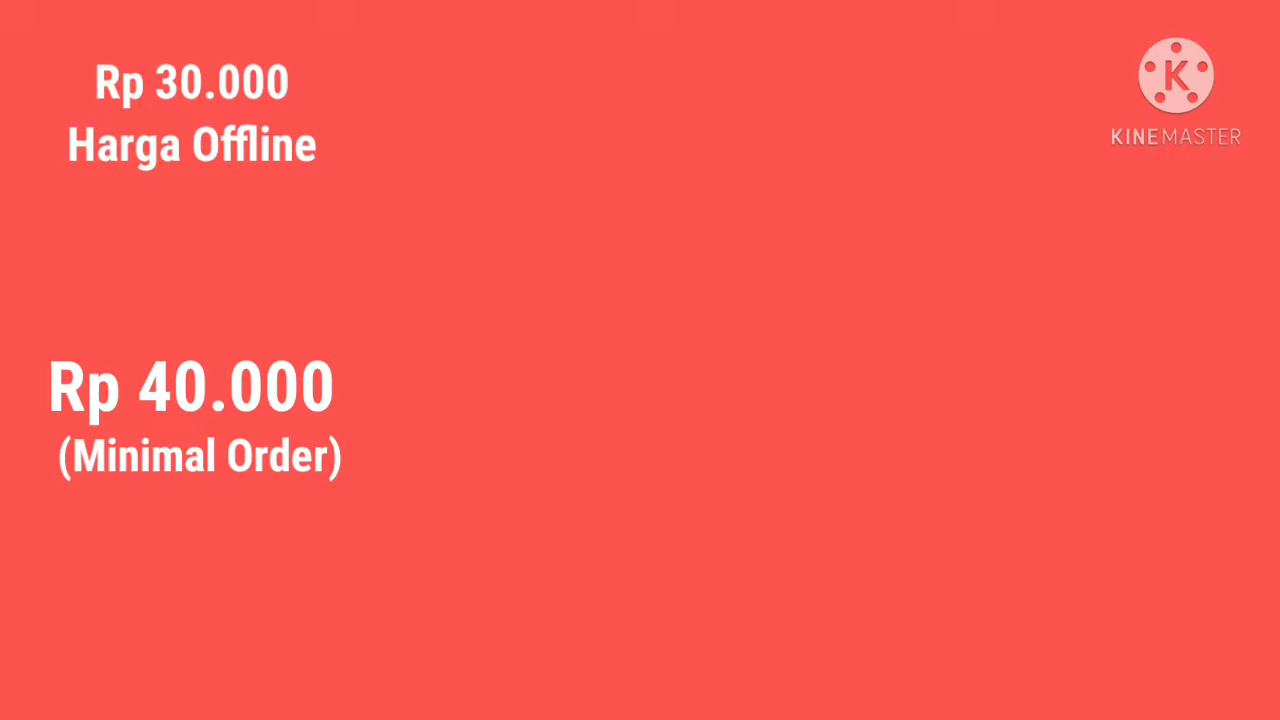 Rp 30.000
Harga Offline
K
KINEMASTER
Rp 40.000
(Minimal Order)